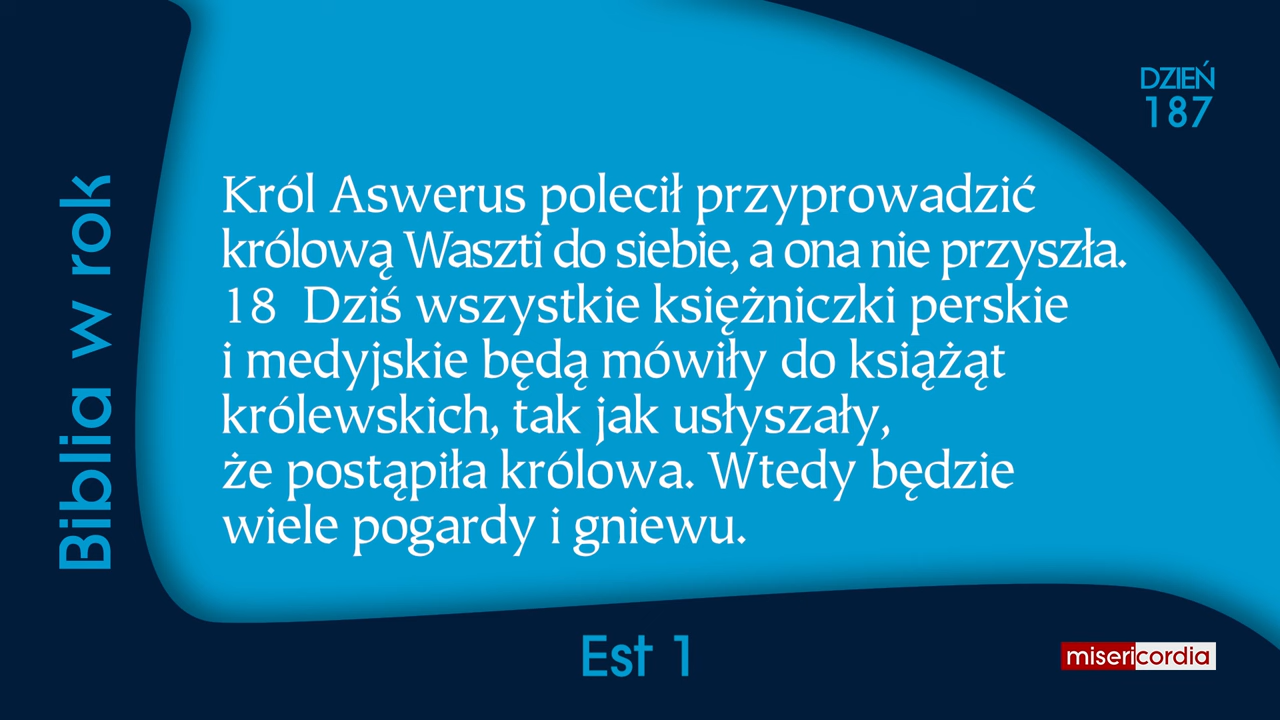 DZIEŃ
187
Biblia w rok
Król Aswerus polecił przyprowadzić
królową Waszti do siebie, a ona nie przyszła.
18 Dziś wszystkie księżniczki perskie
i medyjskie będą mówiły do książąt
królewskich, tak jak usłyszały,
że postąpiła królowa. Wtedy będzie
wiele pogardy i gniewu.
Est 1
misericordia